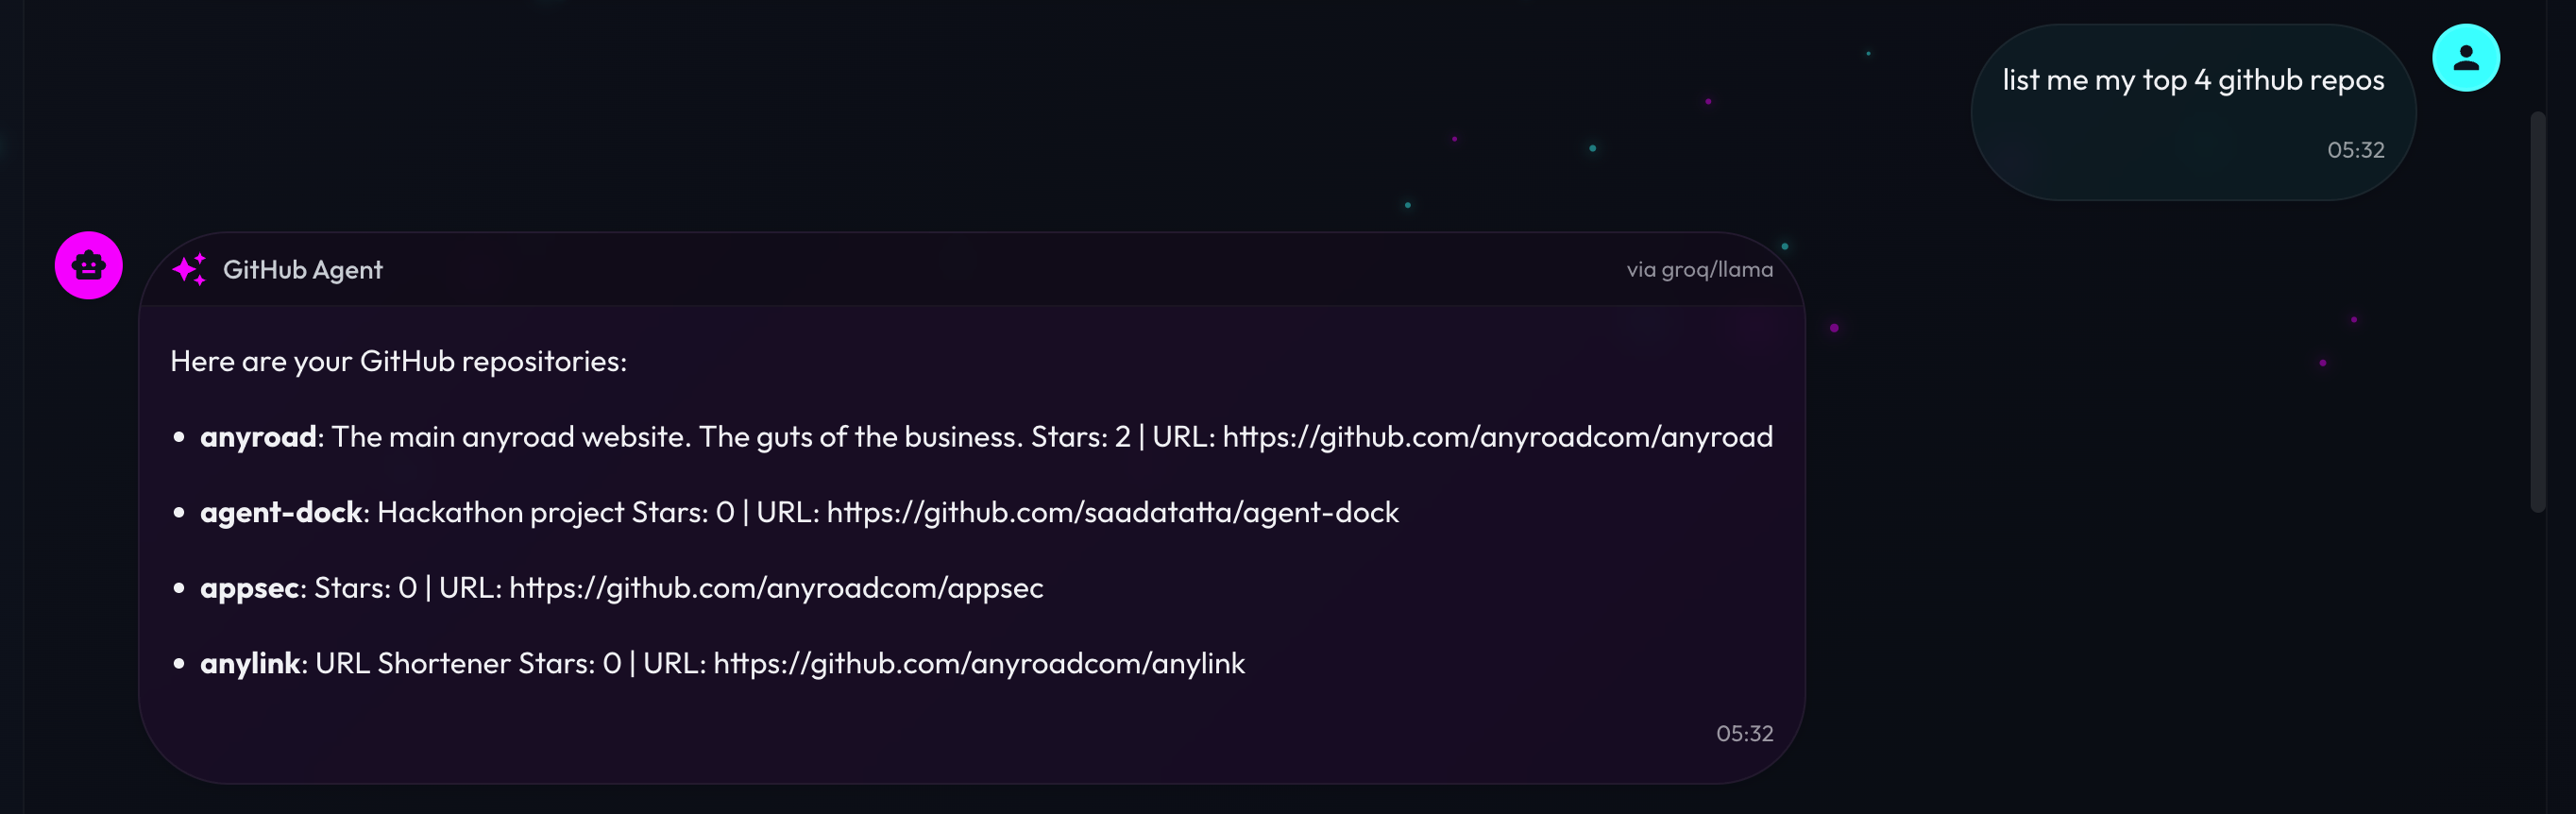 list me my top 4 github repos
05:32
GitHub Agent
via groq/llama
Here are your GitHub repositories:
• anyroad: The main anyroad website. The guts of the business. Stars: 2 | URL: https://github.com/anyroadcom/anyroad
• agent-dock: Hackathon project Stars: 0 | URL: https://github.com/saadatatta/agent-dock
• appsec: Stars: 0 | URL: https://github.com/anyroadcom/appsec
• anylink: URL Shortener Stars: 0 | URL: https://github.com/anyroadcom/anylink
05:32